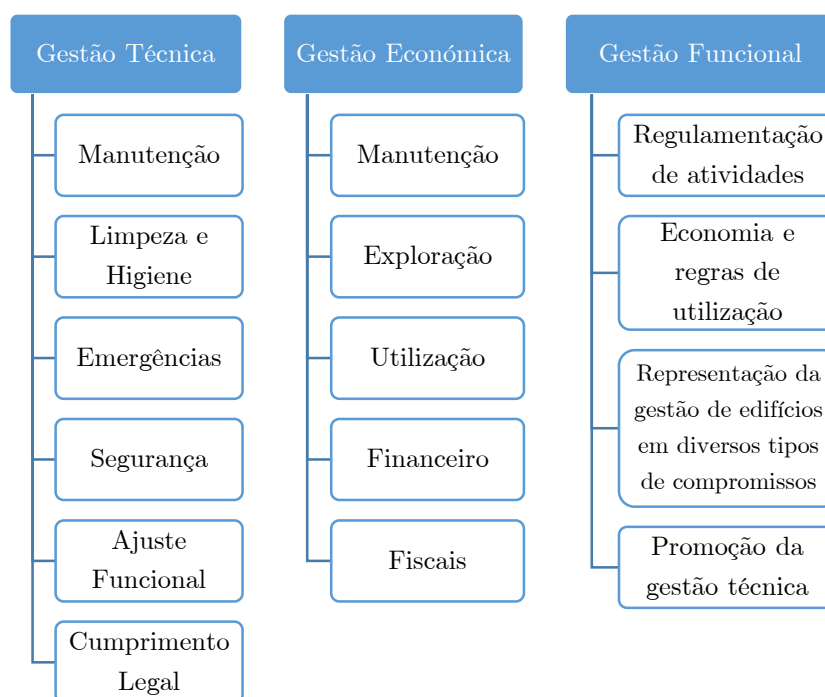 Gestão Técnica
Manutenção
Limpeza e
Higiene
Emergências
Segurança
Ajuste
Funcional
Cumprimento
Legal
Gestão Económica
Manutenção
Exploração
Utilização
Financeiro
Fiscais
Gestão Funcional
Regulamentação
de atividades
Economia e
regras de
utilização
Representação da
gestão de edifícios
em diversos tipos
de compromissos
Promoção da
gestão técnica